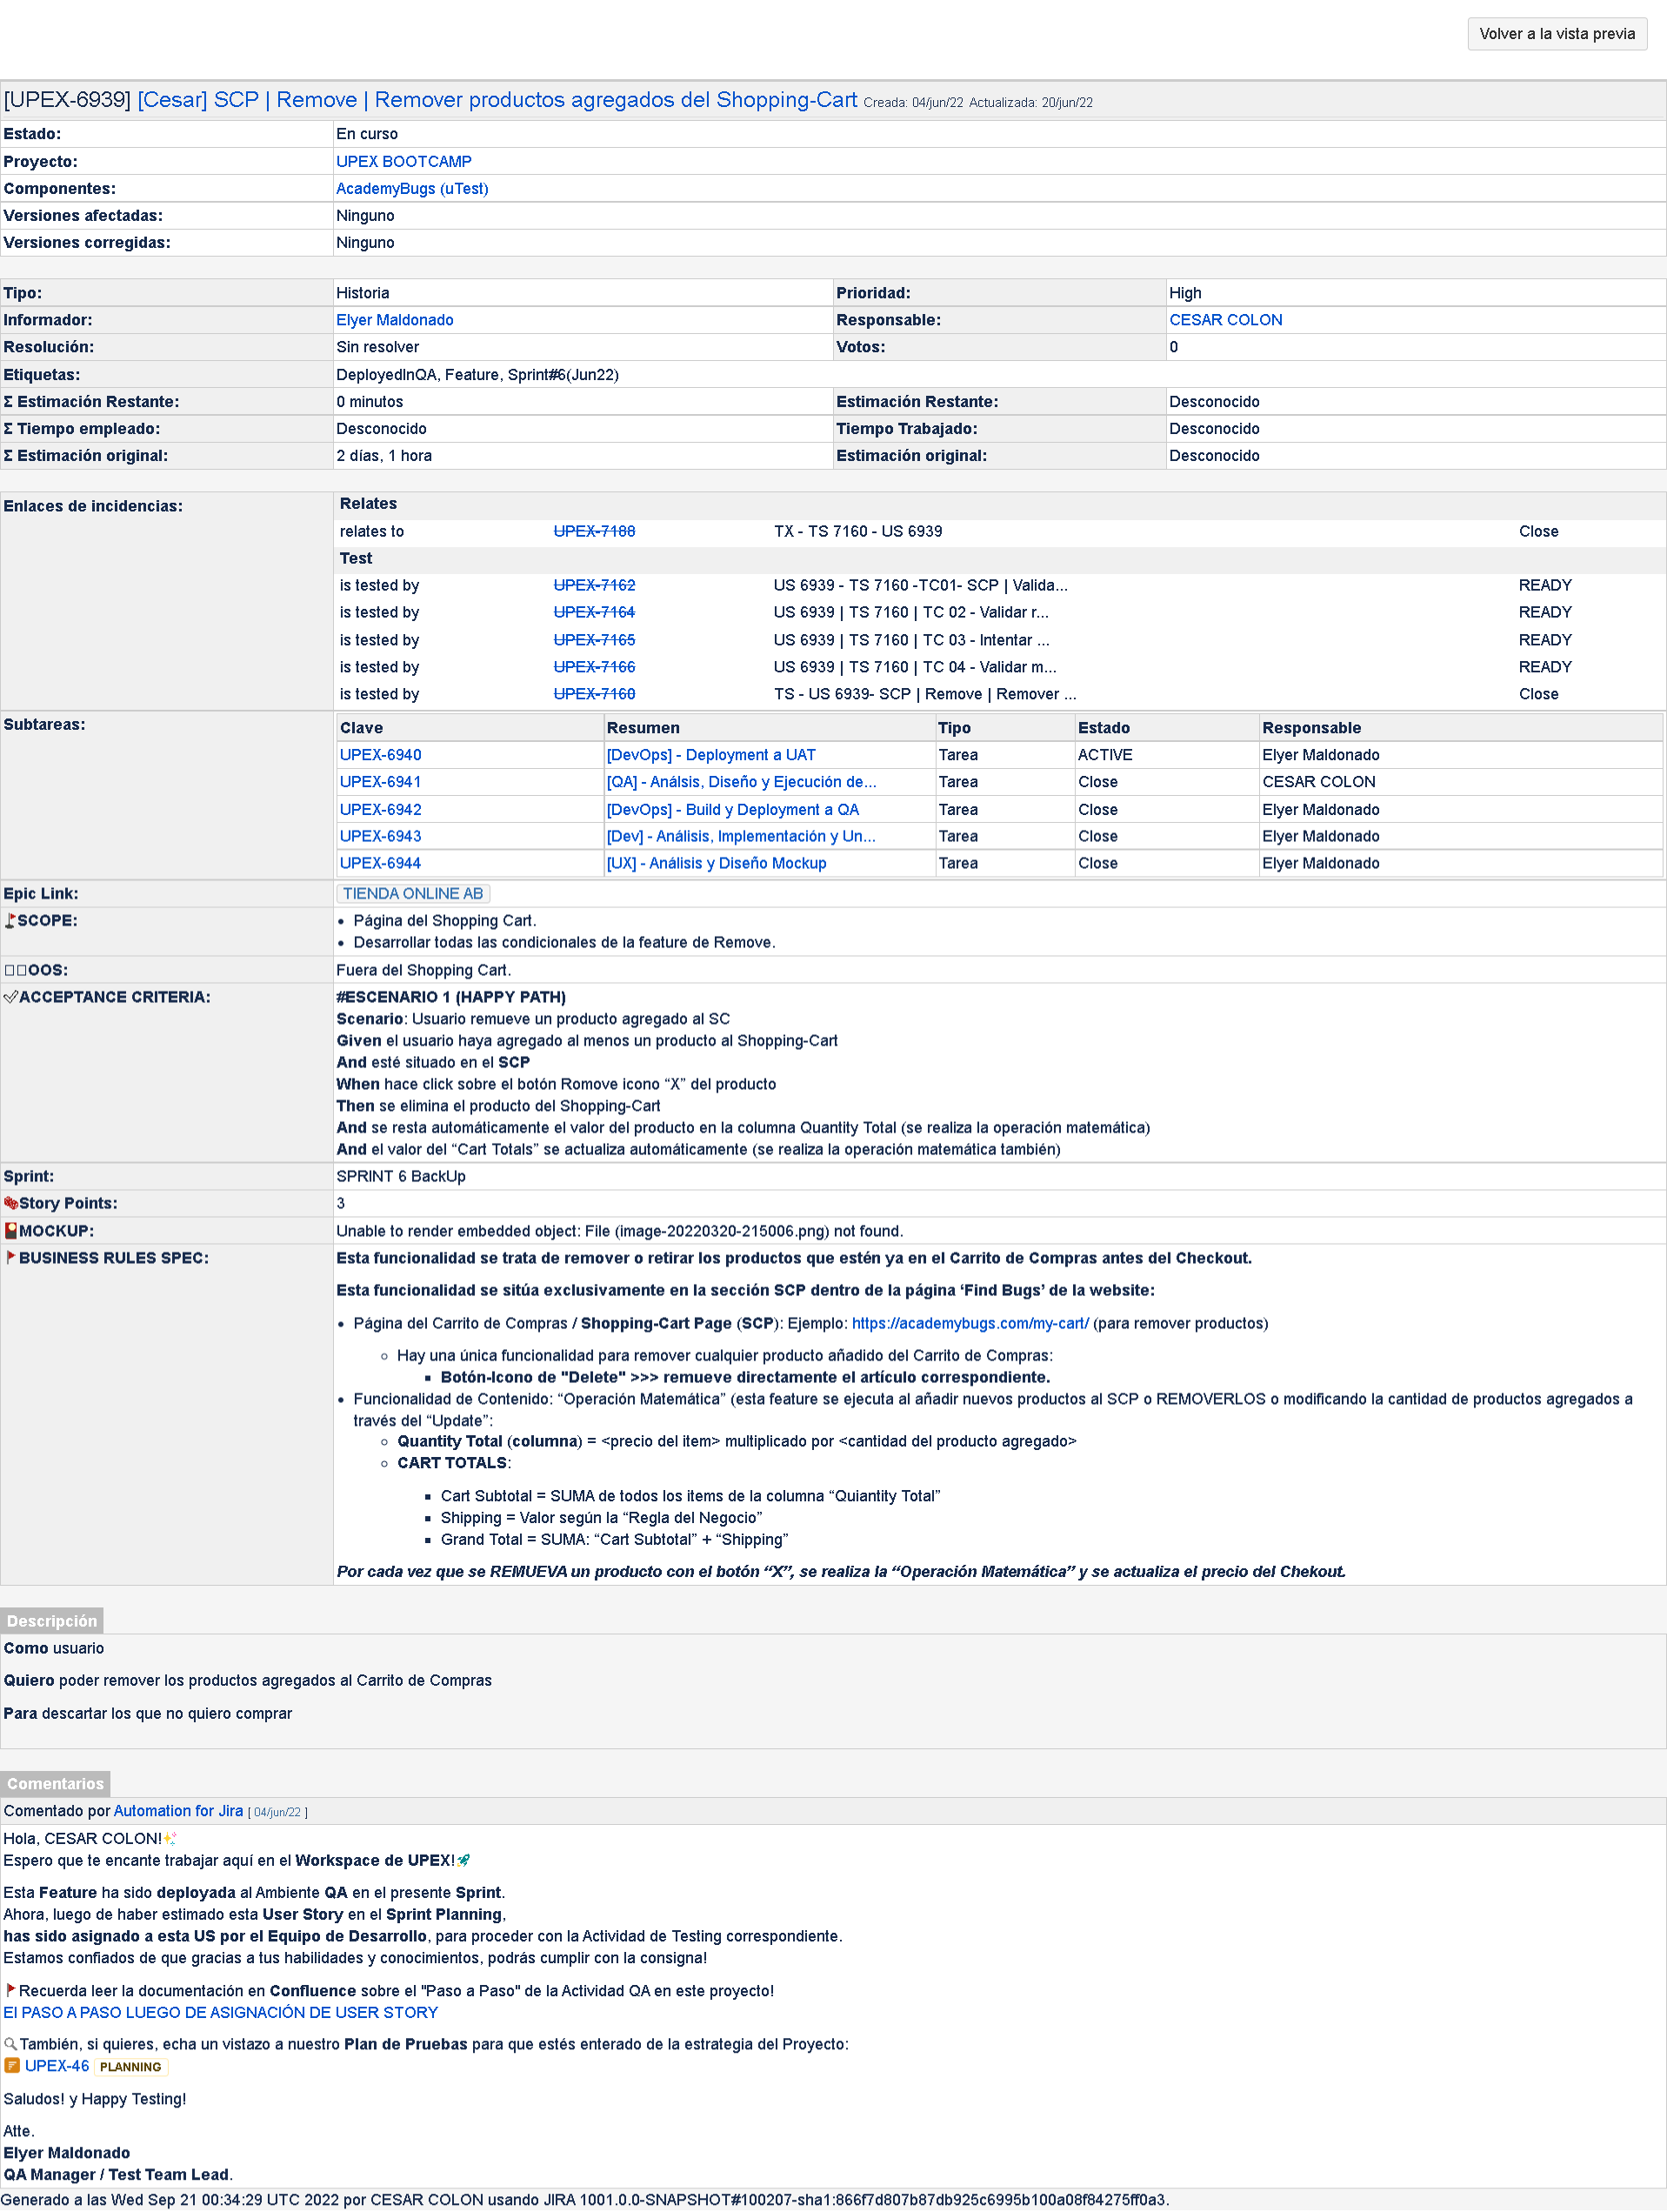 Volver a la vista previa
[UPEX-6939] [Cesar] SCP | Remove | Remover productos agregados del Shopping-Cart Creada: 04/jun/22 Actualizada: 20/jun/22
Estado: En curso
Proyecto: UPEX BOOTCAMP
Componentes: AcademyBugs (uTest)
Versiones afectadas: Ninguno
Versiones corregidas: Ninguno
Tipo: Historia Prioridad: High
Informador: Elyer Maldonado Responsable: CESAR COLON
Resolución: Sin resolver Votos: 0
Etiquetas: DeployedInQA, Feature, Sprint#6(Jun22)
Σ Estimación Restante: 0 minutos Estimación Restante: Desconocido
Σ Tiempo empleado: Desconocido Tiempo Trabajado: Desconocido
Σ Estimación original: 2 días, 1 hora Estimación original: Desconocido
Enlaces de incidencias: Relates
relates to UPEX-7188 TX - TS 7160 - US 6939 Close
Test
is tested by UPEX-7162 US 6939 - TS 7160 -TC01- SCP | Valida... READY
is tested by UPEX-7164 US 6939 | TS 7160 | TC 02 - Validar r... READY
is tested by UPEX-7165 US 6939 | TS 7160 | TC 03 - Intentar ... READY
is tested by UPEX-7166 US 6939 | TS 7160 | TC 04 - Validar m... READY
is tested by UPEX-7160 TS - US 6939- SCP | Remove | Remover ... Close
Subtareas: Clave Resumen Tipo Estado Responsable
UPEX-6940 [DevOps] - Deployment a UAT Tarea ACTIVE Elyer Maldonado
UPEX-6941 [QA] - Análsis, Diseño y Ejecución de... Tarea Close CESAR COLON
UPEX-6942 [DevOps] - Build y Deployment a QA Tarea Close Elyer Maldonado
UPEX-6943 [Dev] - Análisis, Implementación y Un... Tarea Close Elyer Maldonado
UPEX-6944 [UX] - Análisis y Diseño Mockup Tarea Close Elyer Maldonado
Epic Link: TIENDA ONLINE AB
SCOPE: • Página del Shopping Cart.
• Desarrollar todas las condicionales de la feature de Remove.
OOS: Fuera del Shopping Cart.
ACCEPTANCE CRITERIA: #ESCENARIO 1 (HAPPY PATH)
Scenario: Usuario remueve un producto agregado al SC
Given el usuario haya agregado al menos un producto al Shopping-Cart
And esté situado en el SCP
When hace click sobre el botón Romove icono “X” del producto
Then se elimina el producto del Shopping-Cart
And se resta automáticamente el valor del producto en la columna Quantity Total (se realiza la operación matemática)
And el valor del “Cart Totals” se actualiza automáticamente (se realiza la operación matemática también)
Sprint: SPRINT 6 BackUp
Story Points: 3
MOCKUP: Unable to render embedded object: File (image-20220320-215006.png) not found.
BUSINESS RULES SPEC: Esta funcionalidad se trata de remover o retirar los productos que estén ya en el Carrito de Compras antes del Checkout.
Esta funcionalidad se sitúa exclusivamente en la sección SCP dentro de la página ‘Find Bugs’ de la website:
• Página del Carrito de Compras / Shopping-Cart Page (SCP): Ejemplo: https://academybugs.com/my-cart/ (para remover productos)
◦ Hay una única funcionalidad para remover cualquier producto añadido del Carrito de Compras:
▪ Botón-Icono de "Delete" >>> remueve directamente el artículo correspondiente.
• Funcionalidad de Contenido: “Operación Matemática” (esta feature se ejecuta al añadir nuevos productos al SCP o REMOVERLOS o modificando la cantidad de productos agregados a
través del “Update”:
◦ Quantity Total (columna) = <precio del item> multiplicado por <cantidad del producto agregado>
◦ CART TOTALS:
▪ Cart Subtotal = SUMA de todos los items de la columna “Quiantity Total”
▪ Shipping = Valor según la “Regla del Negocio”
▪ Grand Total = SUMA: “Cart Subtotal” + “Shipping”
Por cada vez que se REMUEVA un producto con el botón “X”, se realiza la “Operación Matemática” y se actualiza el precio del Chekout.
Descripción
Como usuario
Quiero poder remover los productos agregados al Carrito de Compras
Para descartar los que no quiero comprar
Comentarios
Comentado por Automation for Jira [ 04/jun/22 ]
Hola, CESAR COLON!
Espero que te encante trabajar aquí en el Workspace de UPEX!
Esta Feature ha sido deployada al Ambiente QA en el presente Sprint.
Ahora, luego de haber estimado esta User Story en el Sprint Planning,
has sido asignado a esta US por el Equipo de Desarrollo, para proceder con la Actividad de Testing correspondiente.
Estamos confiados de que gracias a tus habilidades y conocimientos, podrás cumplir con la consigna!
Recuerda leer la documentación en Confluence sobre el "Paso a Paso" de la Actividad QA en este proyecto!
El PASO A PASO LUEGO DE ASIGNACIÓN DE USER STORY
También, si quieres, echa un vistazo a nuestro Plan de Pruebas para que estés enterado de la estrategia del Proyecto:
UPEX-46 PLANNING
Saludos! y Happy Testing!
Atte.
Elyer Maldonado
QA Manager / Test Team Lead.
Generado a las Wed Sep 21 00:34:29 UTC 2022 por CESAR COLON usando JIRA 1001.0.0-SNAPSHOT#100207-sha1:866f7d807b87db925c6995b100a08f84275ff0a3.